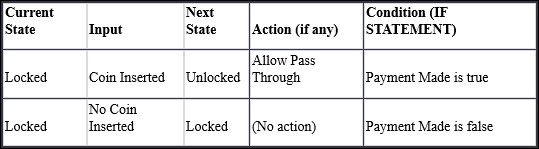 Current State | Input | Next State | Action (if any) | Condition (IF STATEMENT)
Locked | Coin Inserted | Unlocked | Allow Pass Through | Payment Made is true
Locked | No Coin Inserted | Locked | (No action) | Payment Made is false